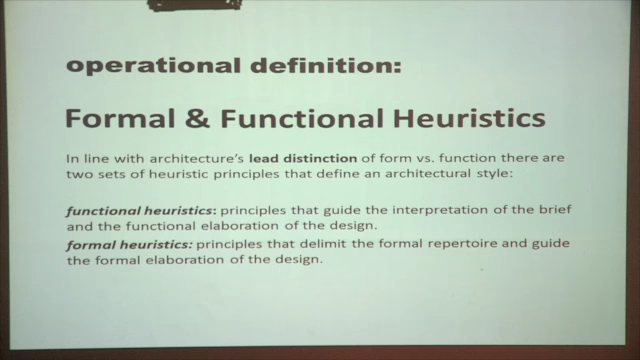 operational definition:
Formal & Functional Heuristics
In line with architecture's lead distinction of form vs. function there are
two sets of heuristic principles that define an architectural style:
functional heuristics: principles that guide the interpretation of the brief
and the functional elaboration of the design.
formal heuristics: principles that delimit the formal repertoire and guide
the formal elaboration of the design.